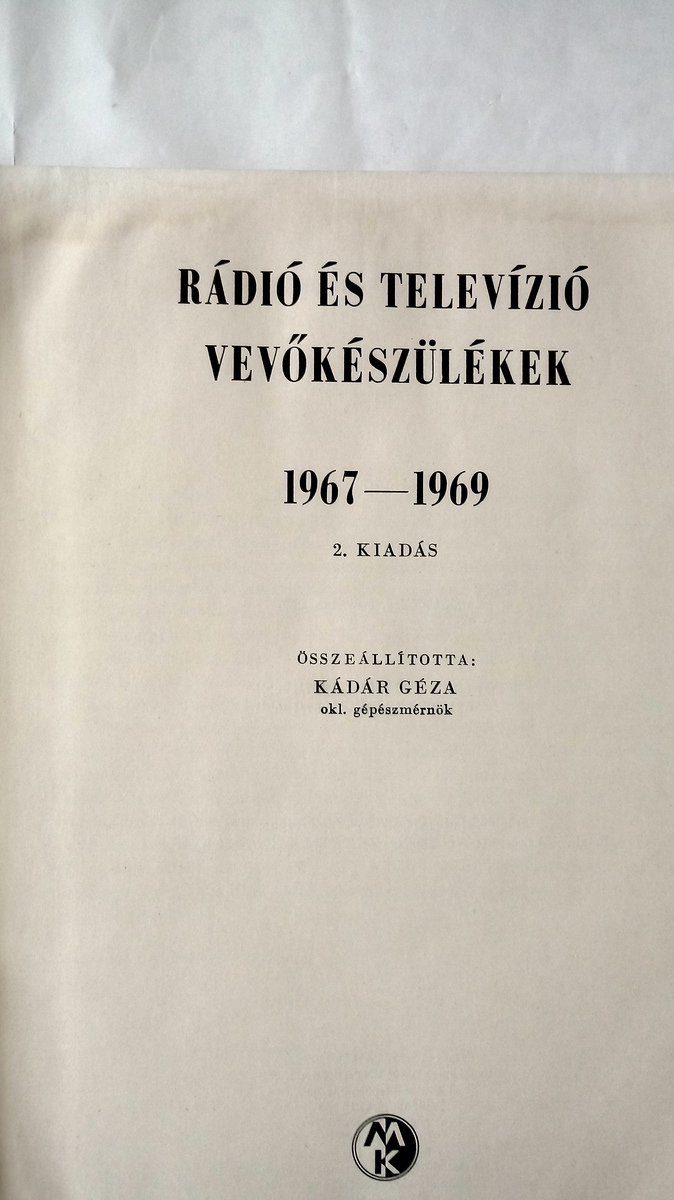 RÁDIÓ ÉS TELEVÍZIÓ
VEVŐKÉSZÜLÉKEK
1967—1969
2. KIADÁS
ÖSSZEÁLLÍTOTTA:
KÁDÁR GÉZA
okl. gépészmérnök
MK